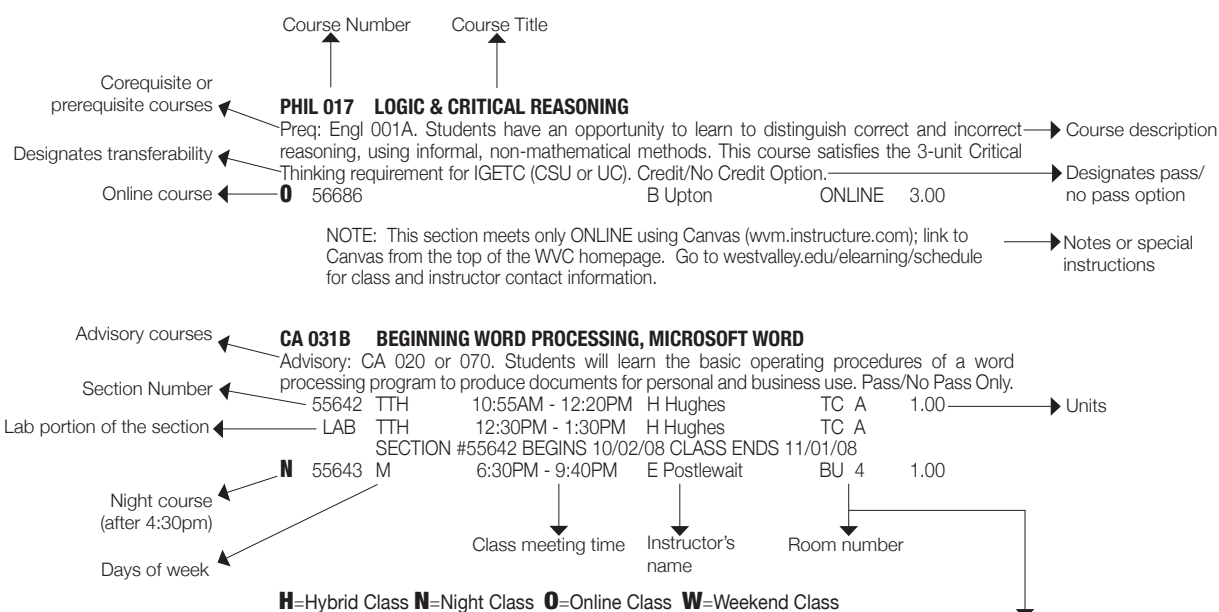 Course Number Course Title
Corequisite or
prerequisite courses
PHIL 017 LOGIC & CRITICAL REASONING
Preq: Engl 001A. Students have an opportunity to learn to distinguish correct and incorrect
Course description
Designates transferability
reasoning, using informal, non-mathematical methods. This course satisfies the 3-unit Critical
Thinking requirement for IGETC (CSU or UC). Credit/No Credit Option.
Designates pass/
no pass option
Online course
O 56686 B Upton ONLINE 3.00
NOTE: This section meets only ONLINE using Canvas (wvm.instructure.com); link to
Canvas from the top of the WVC homepage. Go to westvalley.edu/elearning/schedule
for class and instructor contact information.
Notes or special
instructions
Advisory courses
CA 031B BEGINNING WORD PROCESSING, MICROSOFT WORD
Advisory: CA 020 or 070. Students will learn the basic operating procedures of a word
processing program to produce documents for personal and business use. Pass/No Pass Only.
Section Number
55642 TTH 10:55AM - 12:20PM H Hughes TC A 1.00
Units
Lab portion of the section
LAB TTH 12:30PM - 1:30PM H Hughes TC A
SECTION #55642 BEGINS 10/02/08 CLASS ENDS 11/01/08
N 55643 M 6:30PM - 9:40PM E Postlewait BU 4 1.00
Night course
(after 4:30pm)
Class meeting time
Instructor's
name
Room number
Days of week
H=Hybrid Class N=Night Class O=Online Class W=Weekend Class